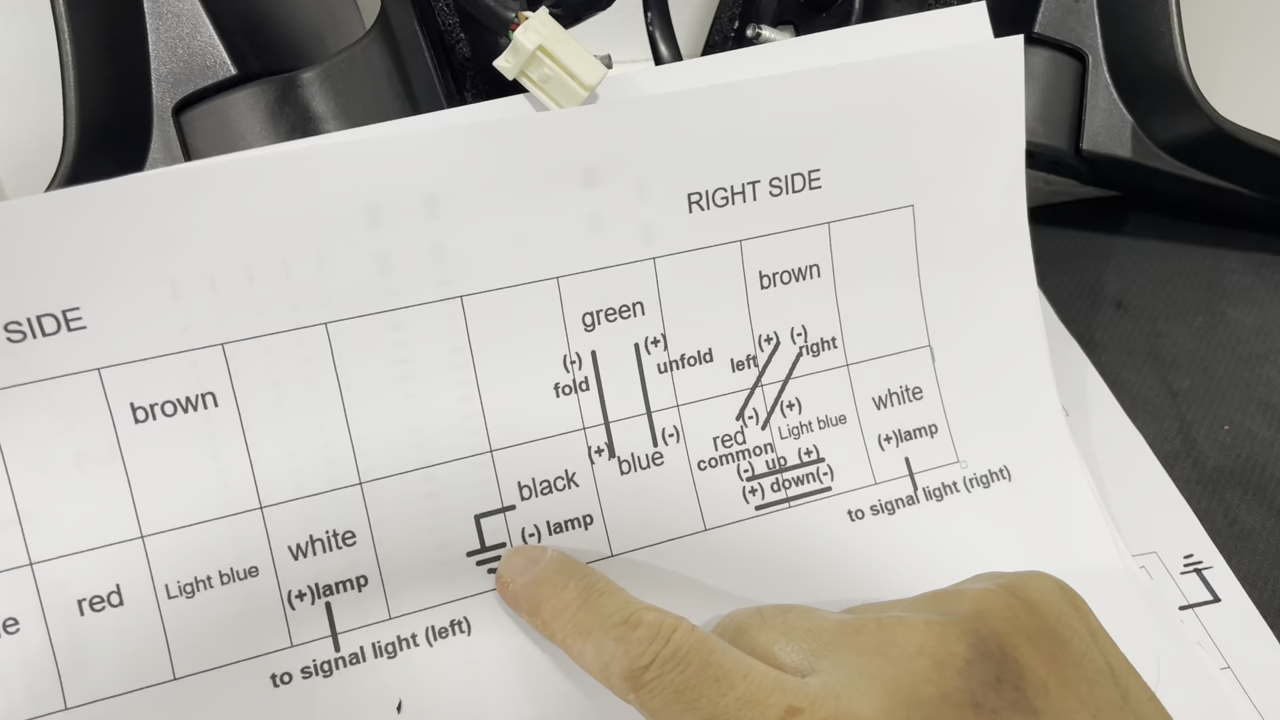 RIGHT SIDE
SIDE
brown
green
brown
(-)
(+)
(+)
(-)
fold
unfold
left
right
brown
(-)
(+)
(+)
(-)
red
Light blue
white
blue
common
(+)lamp
(-) up (+)
black
(+) down(-)
(-) lamp
to signal light (right)
white
Light blue
red
(+)lamp
e
to signal light (left)